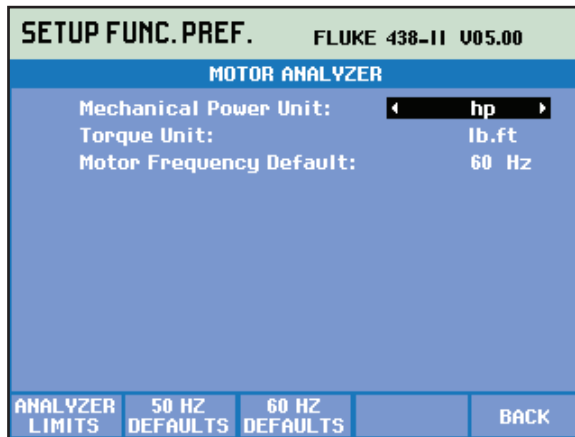 SETUP FUNC. PREF. FLUKE 438-II V05.00
MOTOR ANALYZER
Mechanical Power Unit: hp
Torque Unit: lb.ft
Motor Frequency Default: 60 Hz
ANALYZER LIMITS
50 HZ DEFAULTS
60 HZ DEFAULTS
BACK